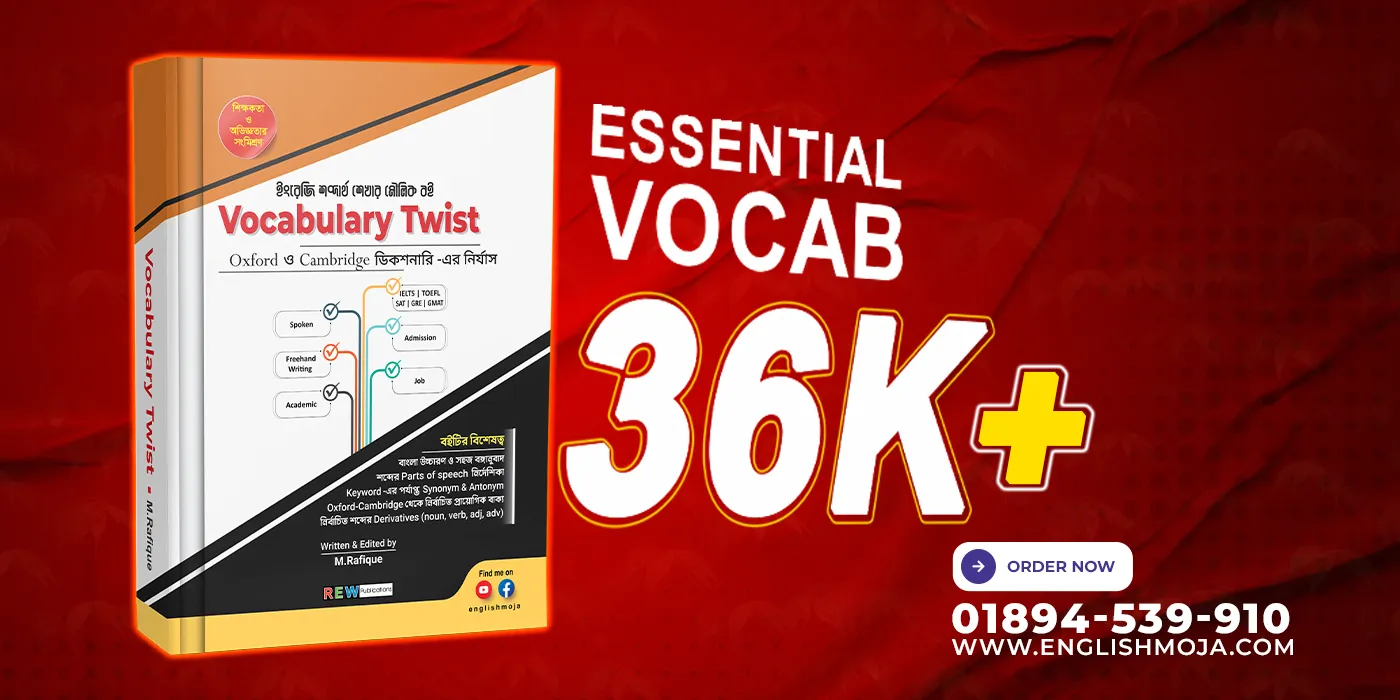 শিক্ষকতা
ও
অভিজ্ঞতার
সংমিশ্রণ
ইংরেজি শব্দার্থ শেখার মৌলিক বই
Vocabulary Twist
Oxford ও Cambridge ডিকশনারি -এর নির্যাস
Spoken
Freehand
Writing
Academic
IELTS | TOEFL
SAT | GRE | GMAT
Admission
Job
বইটির বিশেষত্ব
বাংলা উচ্চারণ ও সহজ বঙ্গানুবাদ
শব্দের Parts of speech নির্দেশিকা
Keyword -এর পর্যাপ্ত Synonym & Antonym
Oxford-Cambridge থেকে নির্বাচিত প্রায়োগিক বাক্য
নির্বাচিত শব্দের Derivatives (noun, verb, adj, adv)
Written & Edited by
M.Rafique
REW Publications
Find me on
englishmoja
Vocabulary Twist ▪ M.Rafique
ESSENTIAL
VOCAB
36K+
ORDER NOW
01894-539-910
WWW.ENGLISHMOJA.COM